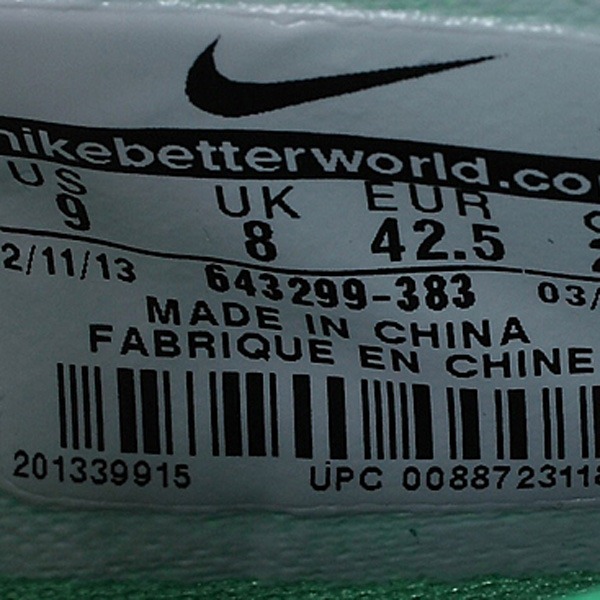 nikebetterworld.co
US UK EUR
9 8 42.5
2/11/13 643299-383 03/
MADE IN CHINA
FABRIQUE EN CHINE
201339915 UPC 0088723118